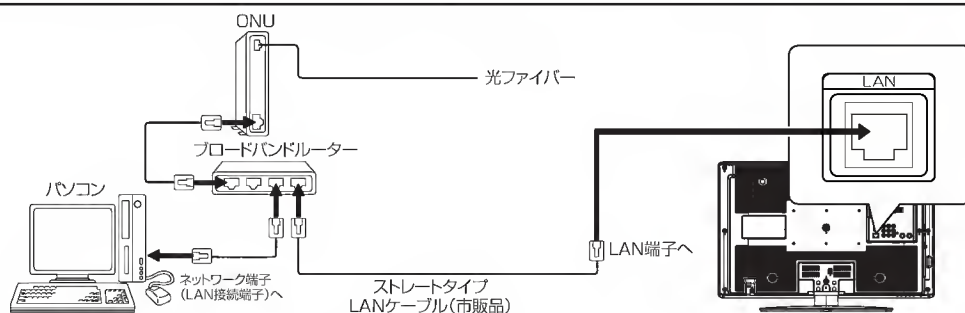 ONU
光ファイバー
LAN
ブロードバンドルーター
パソコン
LAN端子へ
ネットワーク端子
(LAN接続端子)へ
ストレートタイプ
LANケーブル(市販品)